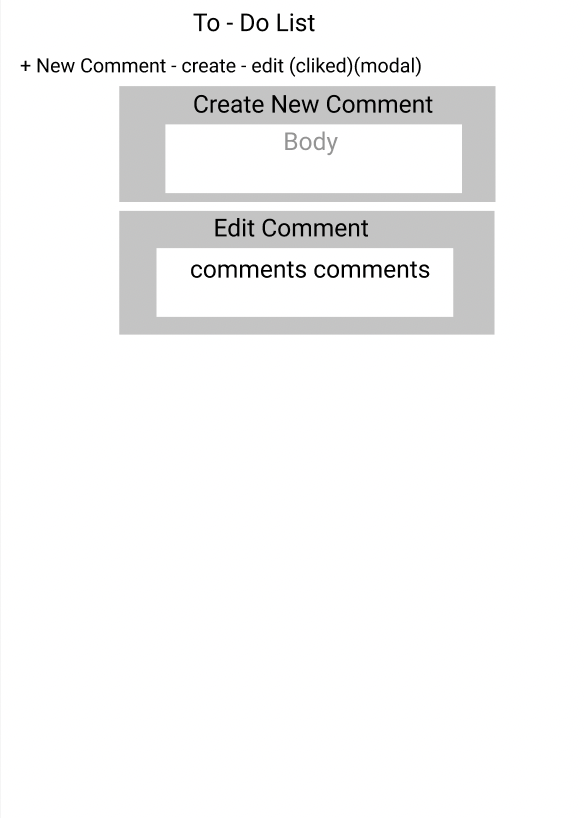 To - Do List
+ New Comment - create - edit (cliked)(modal)
Create New Comment
Body
Edit Comment
comments comments